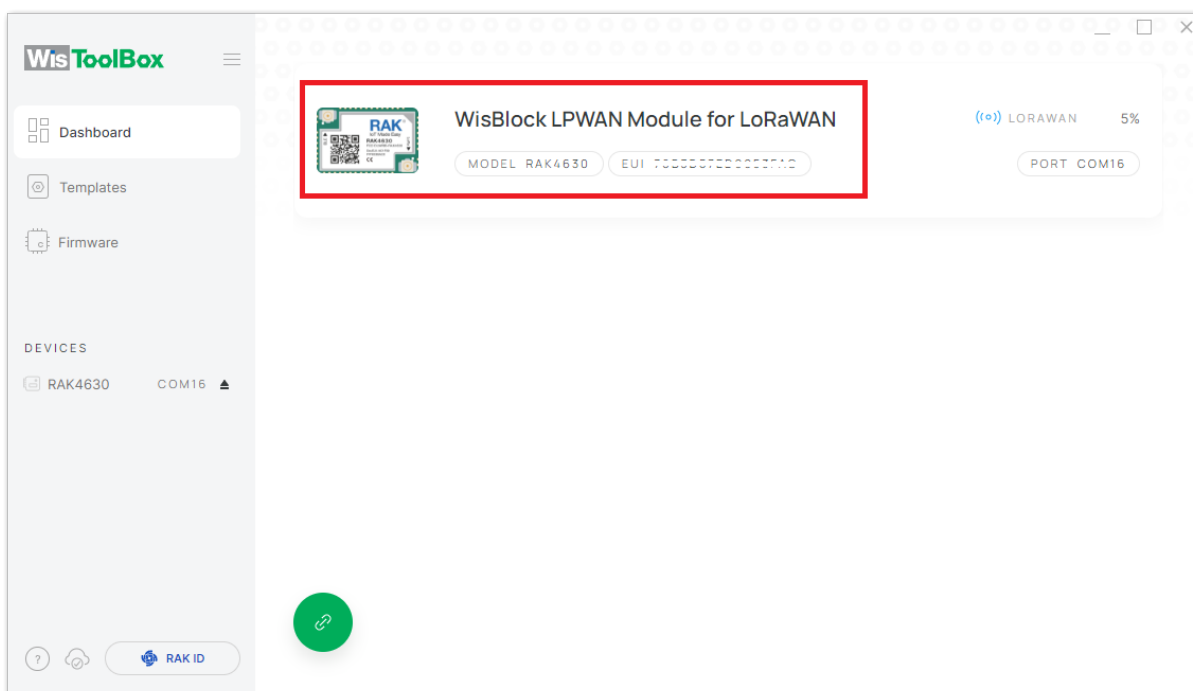 WisToolBox
Dashboard
Templates
Firmware
DEVICES
RAK4630 COM16
RAK ID
RAK
WisBlock LPWAN Module for LoRaWAN
MODEL RAK4630 EUI
LORAWAN 5%
PORT COM16